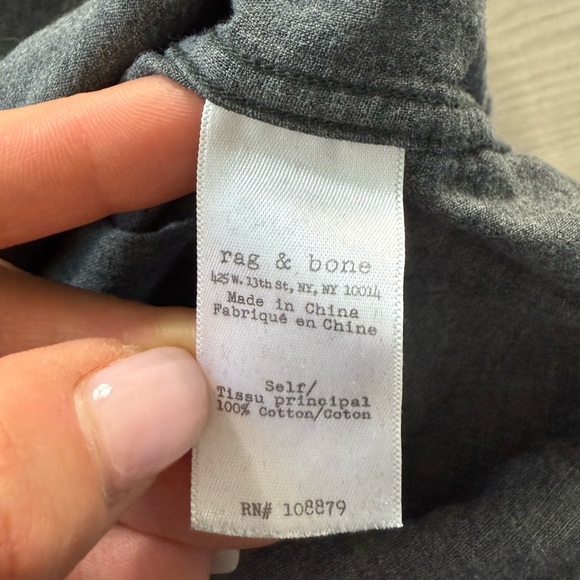 rag & bone
425 W. 13th St, NY, NY 10014
Made in China
Fabriqué en Chine
Self/
Tissu principal
100% Cotton/Coton
RN# 108879